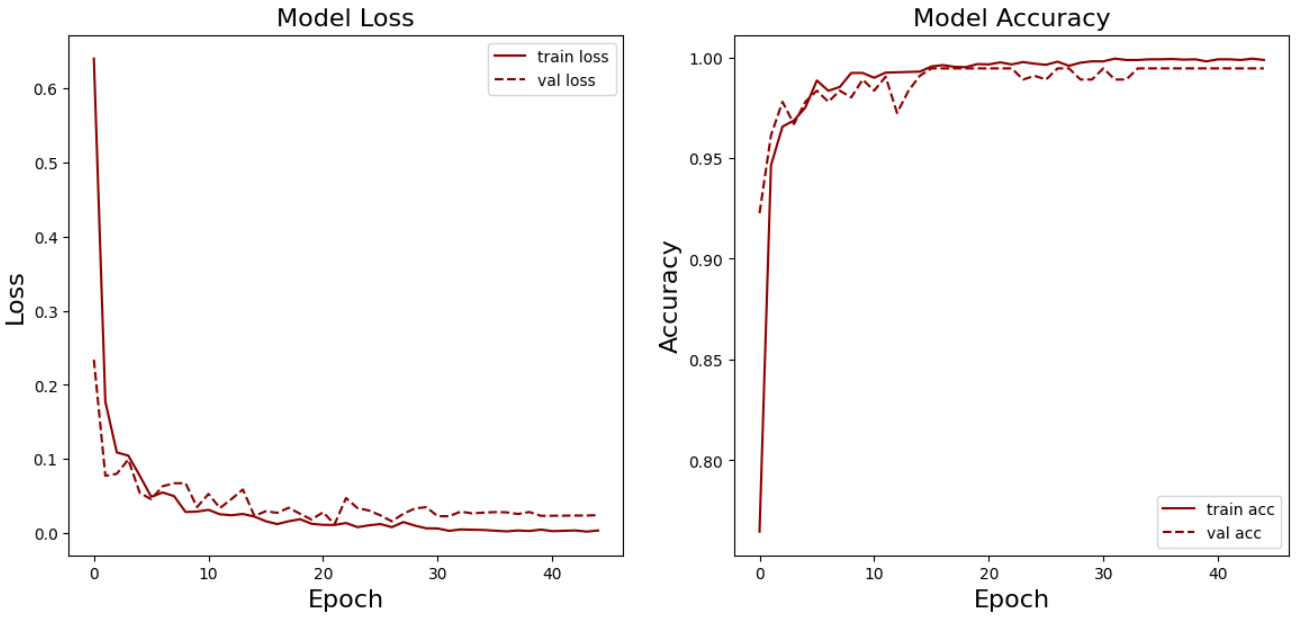 Model Loss
train loss
val loss
0.6
0.5
0.4
0.3
0.2
0.1
0.0
Loss
0 10 20 30 40
Epoch
Model Accuracy
1.00
0.95
0.90
0.85
0.80
Accuracy
train acc
val acc
0 10 20 30 40
Epoch